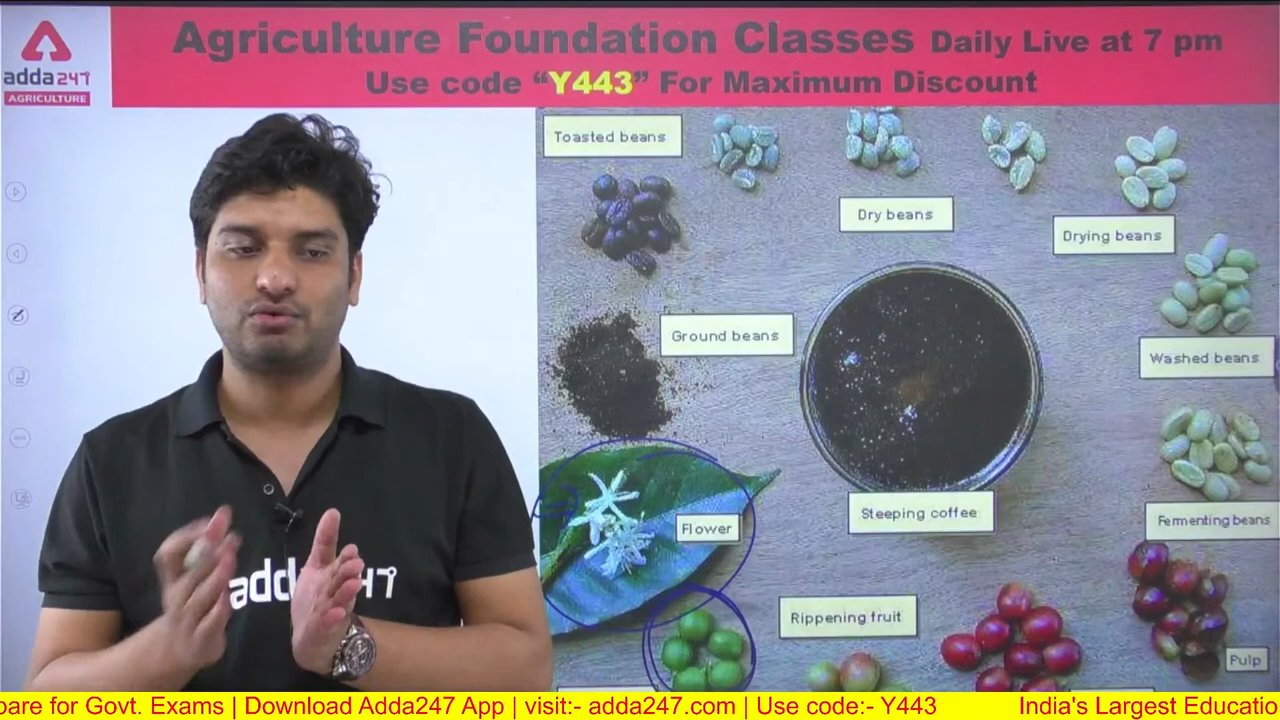 Agriculture Foundation Classes Daily Live at 7 pm
Use code “Y443” For Maximum Discount
adda247
AGRICULTURE
Toasted beans
Dry beans
Drying beans
Ground beans
Washed beans
Steeping coffee
Fermenting beans
Flower
Rippening fruit
Pulp
adda247
pare for Govt. Exams | Download Adda247 App | visit:- adda247.com | Use code:- Y443 India's Largest Educatio